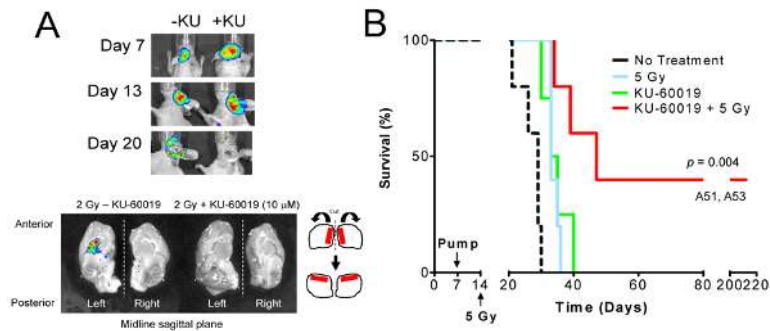 A
-KU +KU
Day 7
Day 13
Day 20
2 Gy – KU-60019 2 Gy + KU-60019 (10 µM)
Anterior
Posterior
Left Right Left Right
Midline sagittal plane
Cut
B
Survival (%)
100
50
0
No Treatment
5 Gy
KU-60019
KU-60019 + 5 Gy
p = 0.004
A51, A53
Pump
0 7 14 20 40 60 80 200220
5 Gy
Time (Days)